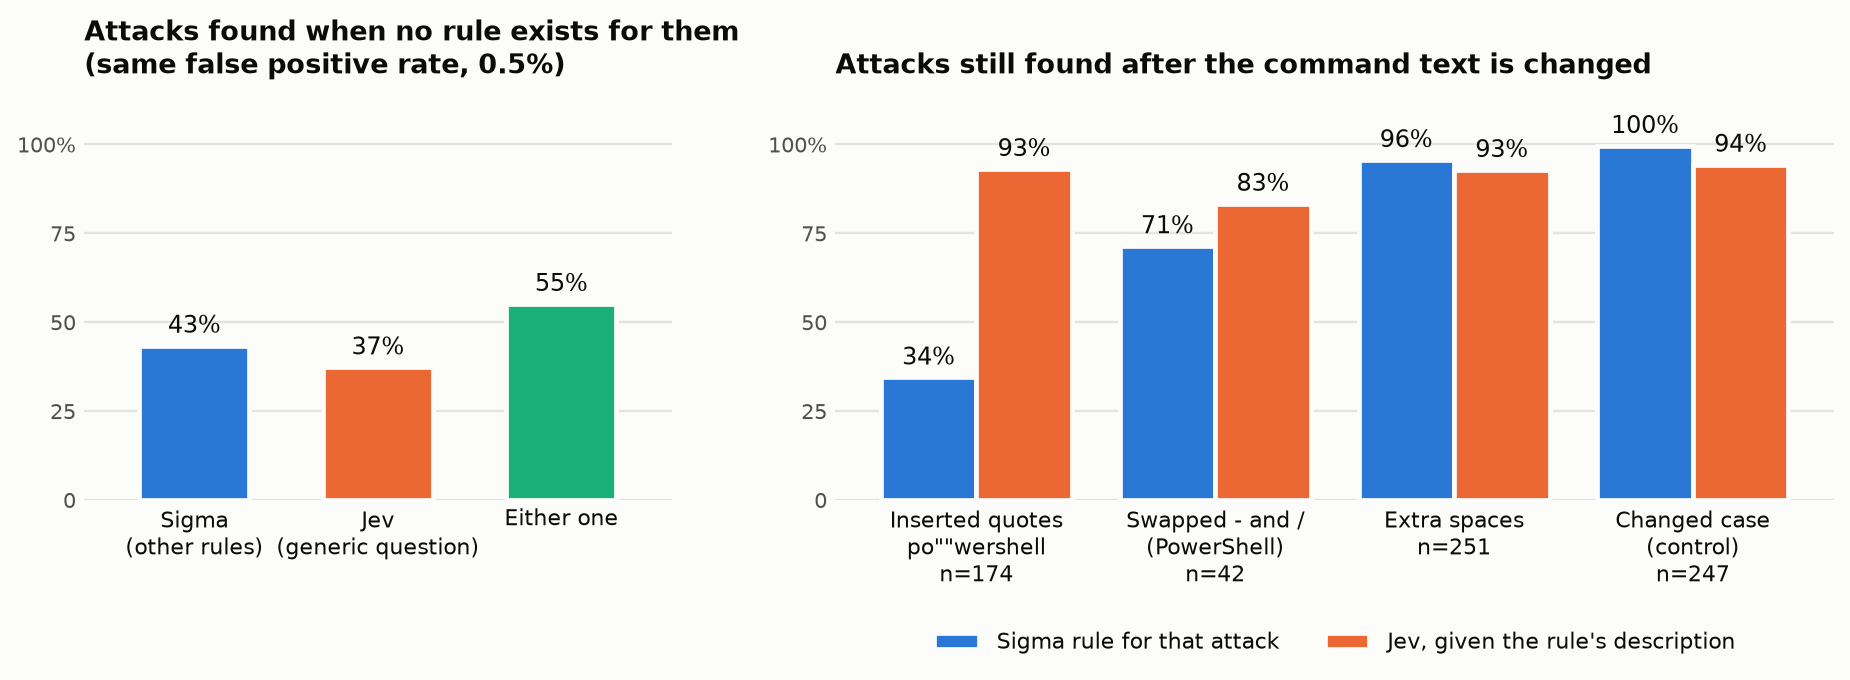 Attacks found when no rule exists for them
(same false positive rate, 0.5%)
100%
75
50
25
0
43%
37%
55%
Sigma
(other rules)
Jev
(generic question)
Either one
Attacks still found after the command text is changed
100%
75
50
25
0
34%
93%
71%
83%
96%
93%
100%
94%
Inserted quotes
po""wershell
n=174
Swapped - and /
(PowerShell)
n=42
Extra spaces
n=251
Changed case
(control)
n=247
Sigma rule for that attack
Jev, given the rule's description